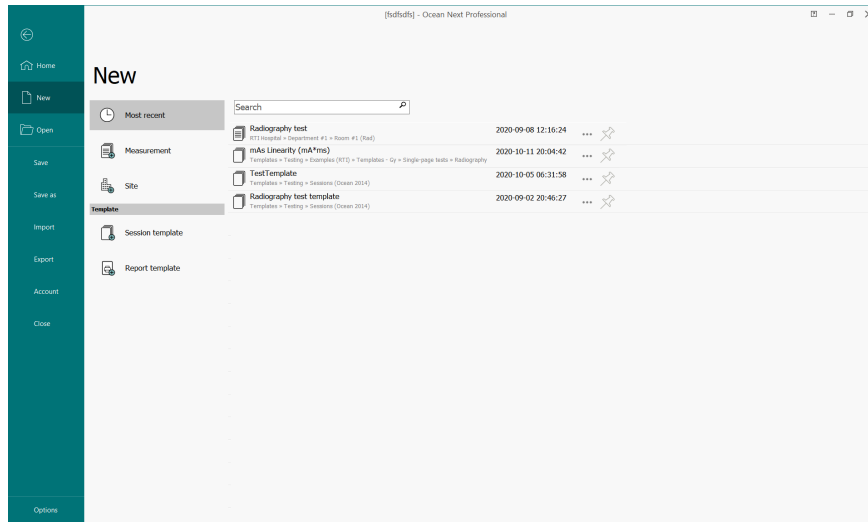 [fsdfsdfs] - Ocean Next Professional
Home
New
Open
Save
Save as
Import
Export
Account
Close
Options
New
Most recent
Measurement
Site
Template
Session template
Report template
Search
Radiography test 2020-09-08 12:16:24
RTI Hospital » Department #1 » Room #1 (Rad)
mAs Linearity (mA*ms) 2020-10-11 20:04:42
Templates » Testing » Examples (RTI) » Templates - Gy » Single-page tests » Radiography
TestTemplate 2020-10-05 06:31:58
Templates » Testing » Sessions (Ocean 2014)
Radiography test template 2020-09-02 20:46:27
Templates » Testing » Sessions (Ocean 2014)